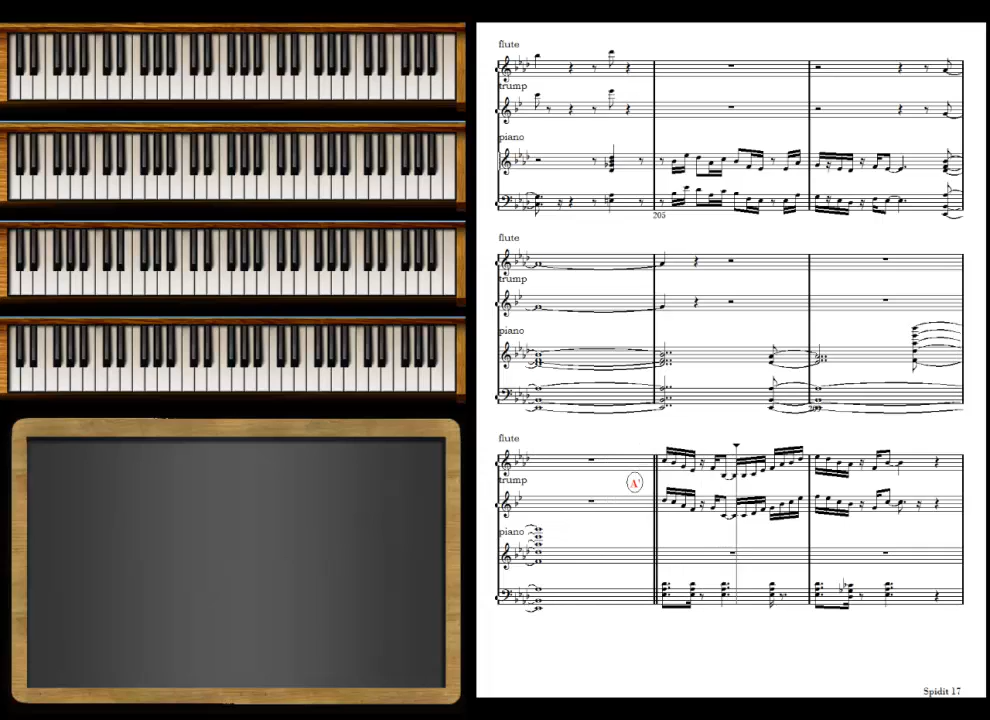 flute
trump
piano
205
flute
trump
piano
flute
trump
A'
piano
Spidit 17